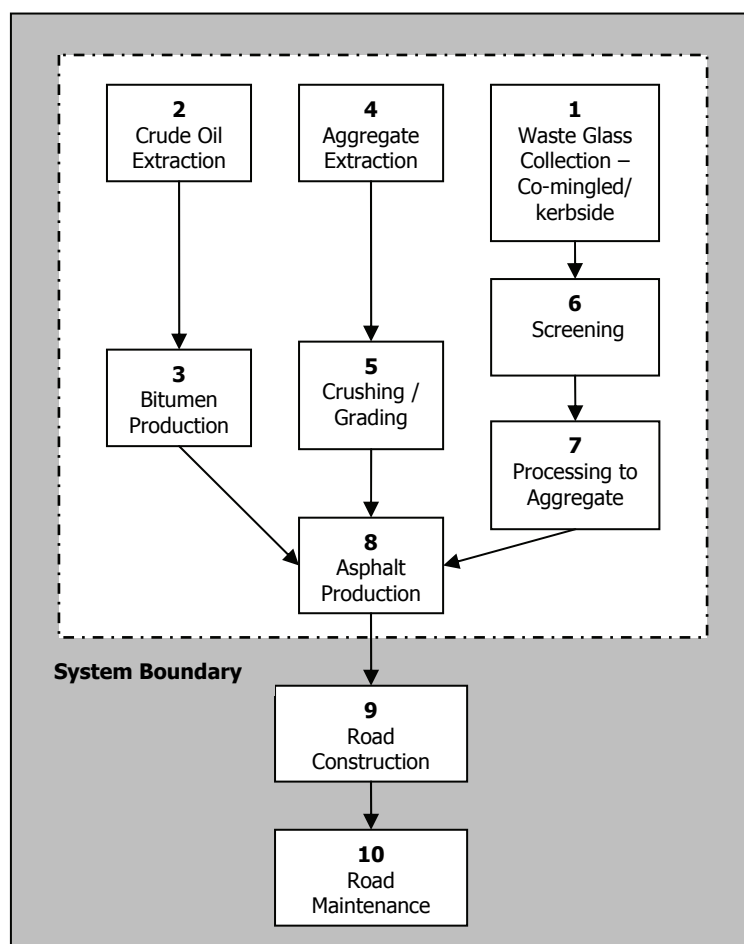 2
Crude Oil
Extraction
4
Aggregate
Extraction
1
Waste Glass
Collection –
Co-mingled/
kerbside
6
Screening
3
Bitumen
Production
5
Crushing /
Grading
7
Processing to
Aggregate
8
Asphalt
Production
System Boundary
9
Road
Construction
10
Road
Maintenance